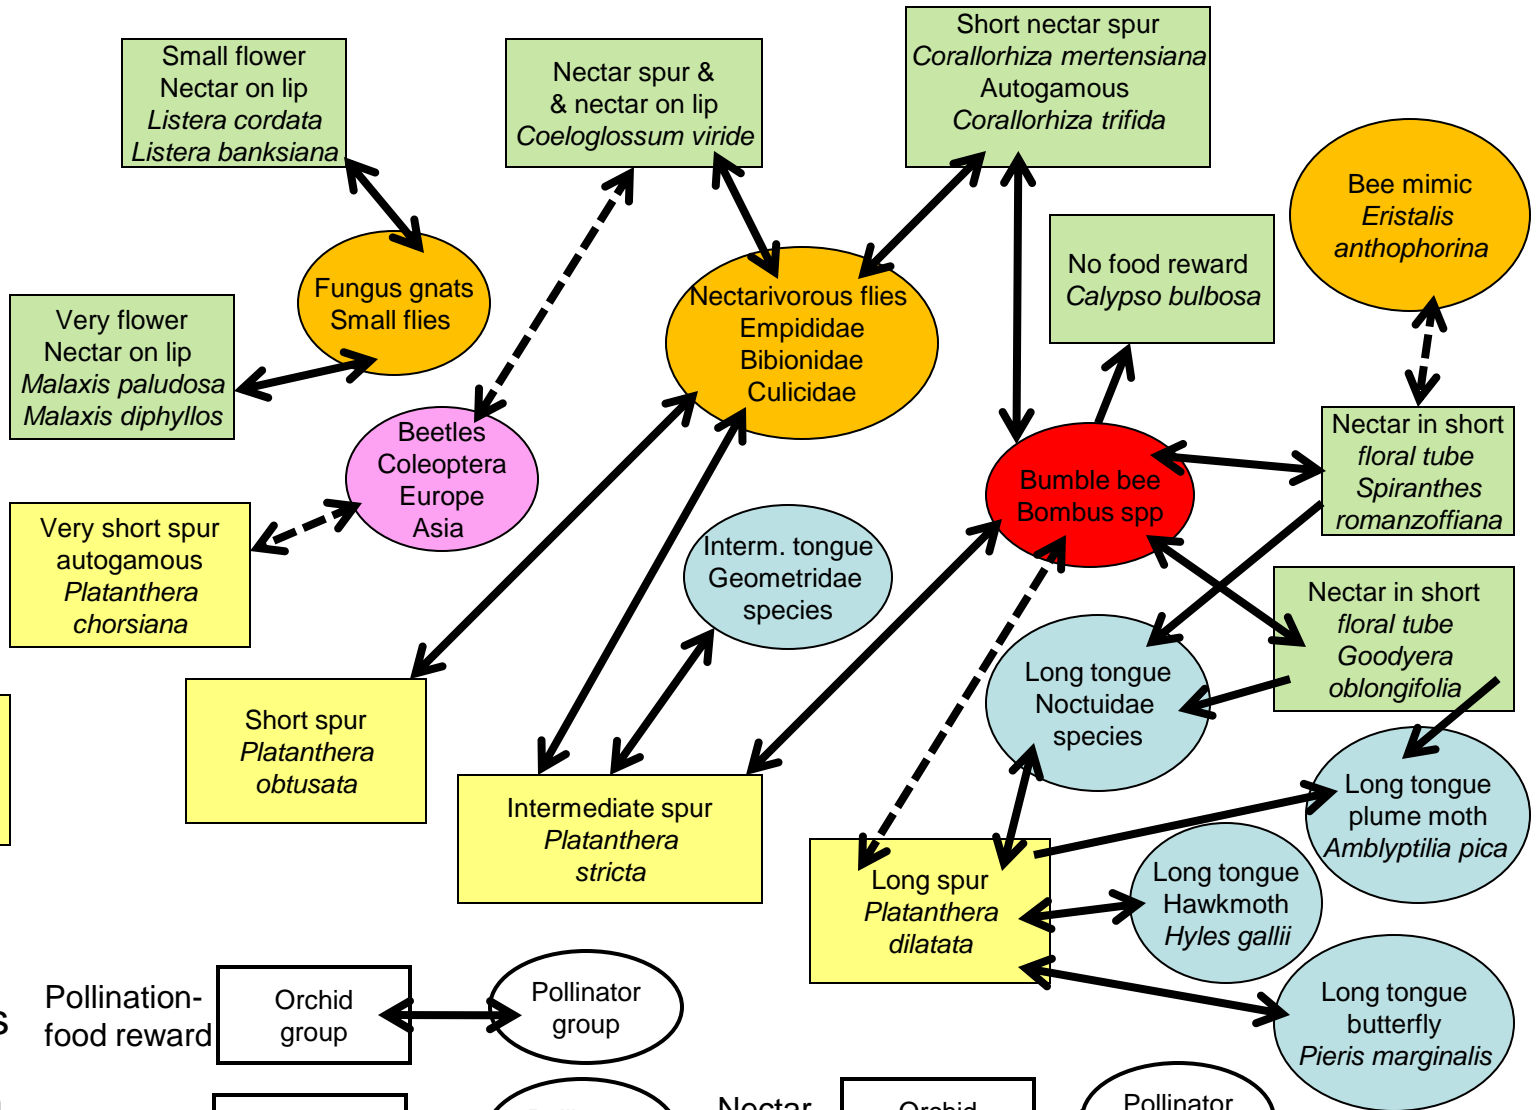 Small flower
Nectar on lip
Listera cordata
Listera banksiana
Nectar spur &
& nectar on lip
Coeloglossum viride
Short nectar spur
Corallorhiza mertensiana
Autogamous
Corallorhiza trifida
Bee mimic
Eristalis
anthophorina
No food reward
Calypso bulbosa
Fungus gnats
Small flies
Nectarivorous flies
Empididae
Bibionidae
Culicidae
Very flower
Nectar on lip
Malaxis paludosa
Malaxis diphyllos
Beetles
Coleoptera
Europe
Asia
Bumble bee
Bombus spp
Nectar in short
floral tube
Spiranthes
romanzoffiana
Very short spur
autogamous
Platanthera
chorsiana
Interm. tongue
Geometridae
species
Nectar in short
floral tube
Goodyera
oblongifolia
Long tongue
Noctuidae
species
Short spur
Platanthera
obtusata
Intermediate spur
Platanthera
stricta
Long tongue
plume moth
Amblyptilia pica
Long spur
Platanthera
dilatata
Long tongue
Hawkmoth
Hyles gallii
Long tongue
butterfly
Pieris marginalis
s
Pollination-
food reward
Orchid
group
Pollinator
group
Nectar
Orchid
Pollinator